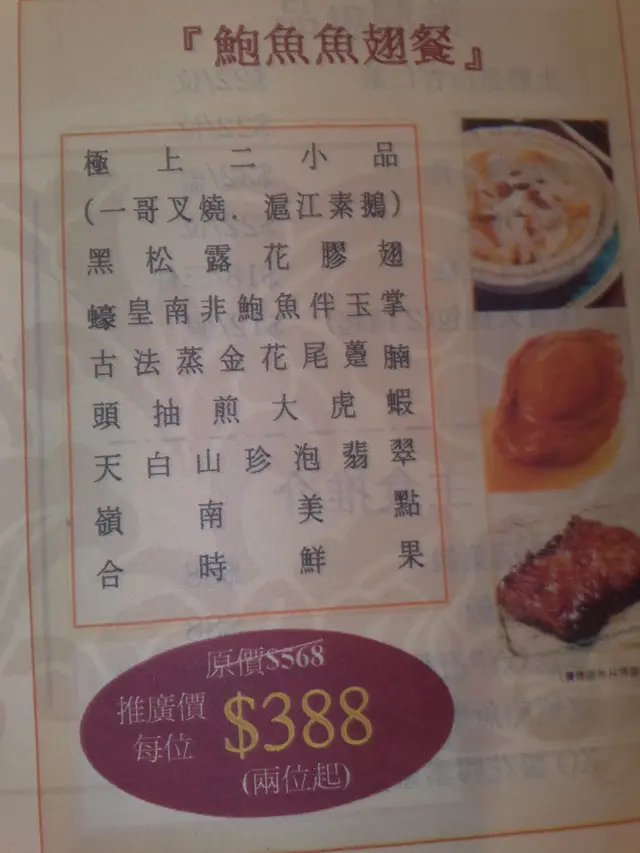 『鮑魚魚翅餐』
極上二小品
(一哥叉燒．滬江素鵝)
黑松露花膠翅
蠔皇南非鮑魚伴玉掌
古法蒸金花尾躉腩
頭抽煎大虎蝦
天白山珍泡翡翠
嶺南美點
合時鮮果
原價$568
推廣價
每位
$388
(兩位起)